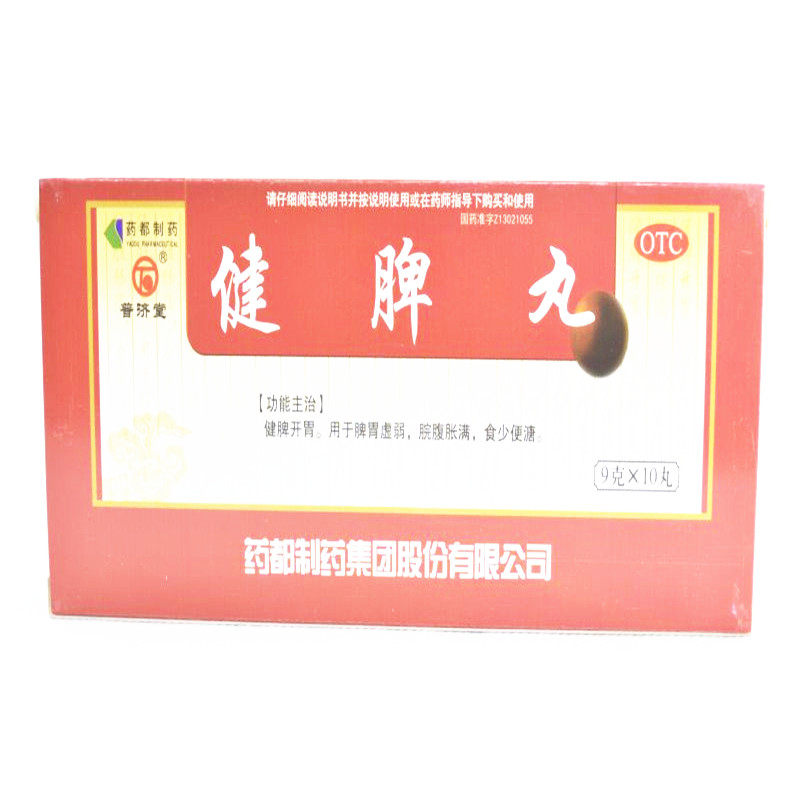 请仔细阅读说明书并按说明使用或在药师指导下购买和使用
国药准字Z13021055
药都制药
YAODU PHARMACEUTICAL
®
普济堂
OTC
健脾丸
【功能主治】
健脾开胃。用于脾胃虚弱，脘腹胀满，食少便溏。
9克×10丸
药都制药集团股份有限公司